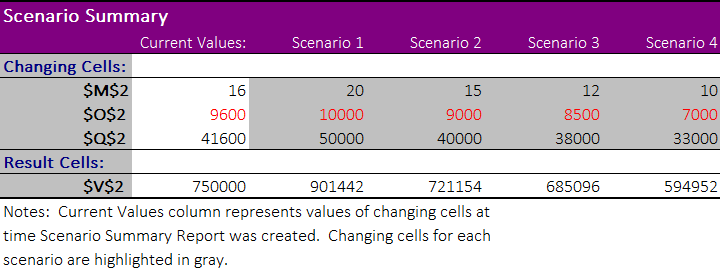 Scenario Summary
Current Values: Scenario 1 Scenario 2 Scenario 3 Scenario 4
Changing Cells:
$M$2 16 20 15 12 10
$O$2 9600 10000 9000 8500 7000
$Q$2 41600 50000 40000 38000 33000
Result Cells:
$V$2 750000 901442 721154 685096 594952
Notes: Current Values column represents values of changing cells at
time Scenario Summary Report was created. Changing cells for each
scenario are highlighted in gray.